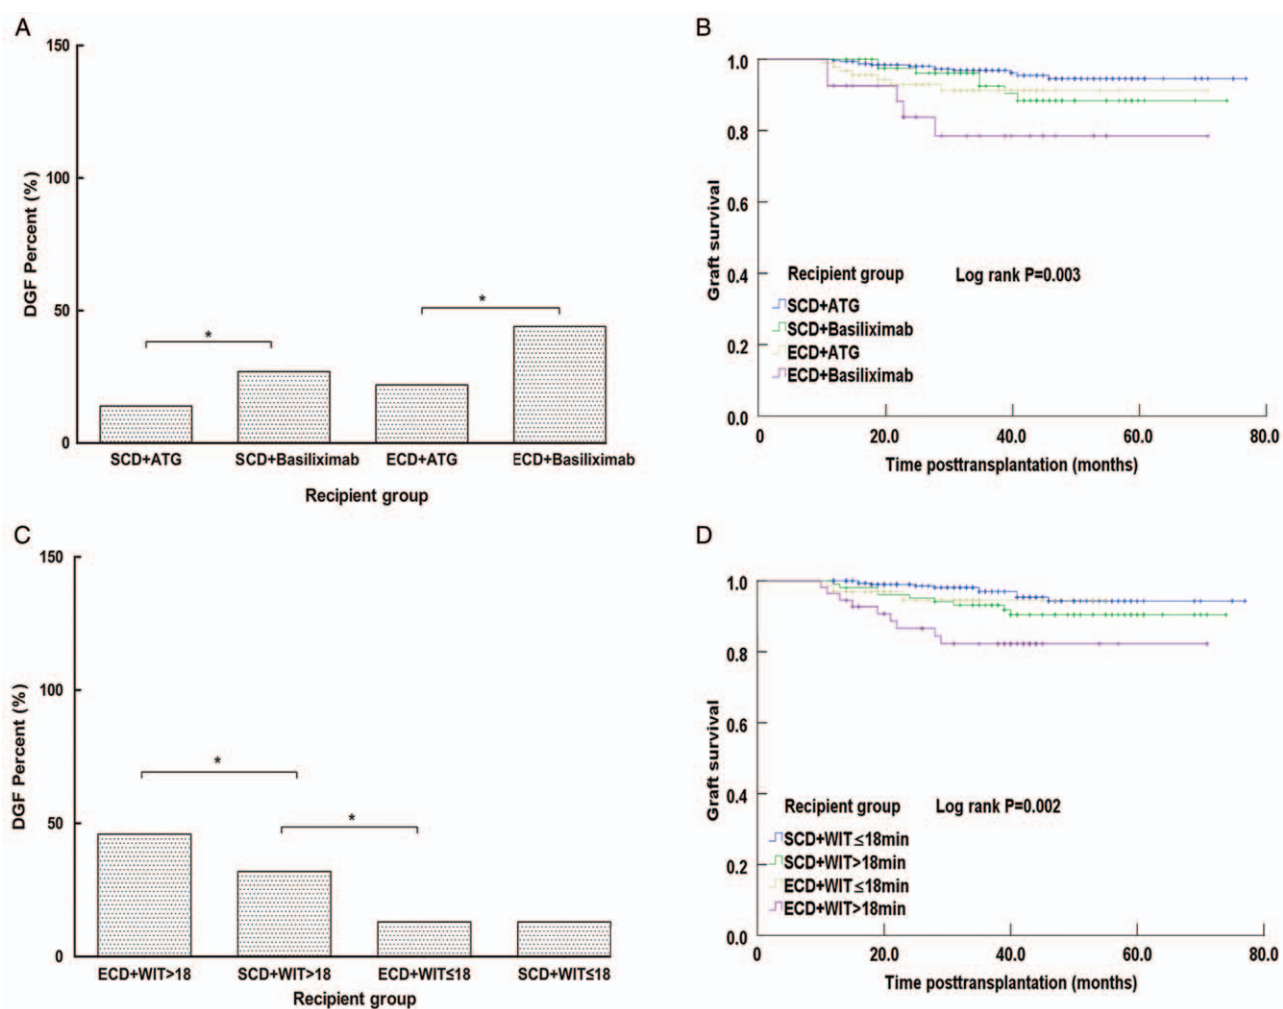 A
150
100
50
0
DGF Percent (%)
*
*
SCD+ATG
SCD+Basiliximab
ECD+ATG
ECD+Basiliximab
Recipient group
B
1.0
0.8
0.6
0.4
0.2
0.0
Graft survival
Recipient group
Log rank P=0.003
SCD+ATG
SCD+Basiliximab
ECD+ATG
ECD+Basiliximab
0
20.0
40.0
60.0
80.0
Time posttransplantation (months)
C
150
100
50
0
DGF Percent (%)
*
*
ECD+WIT>18
SCD+WIT>18
ECD+WIT≤18
SCD+WIT≤18
Recipient group
D
1.0
0.8
0.6
0.4
0.2
0.0
Graft survival
Recipient group
Log rank P=0.002
SCD+WIT≤18min
SCD+WIT>18min
ECD+WIT≤18min
ECD+WIT>18min
0
20.0
40.0
60.0
80.0
Time posttransplantation (months)